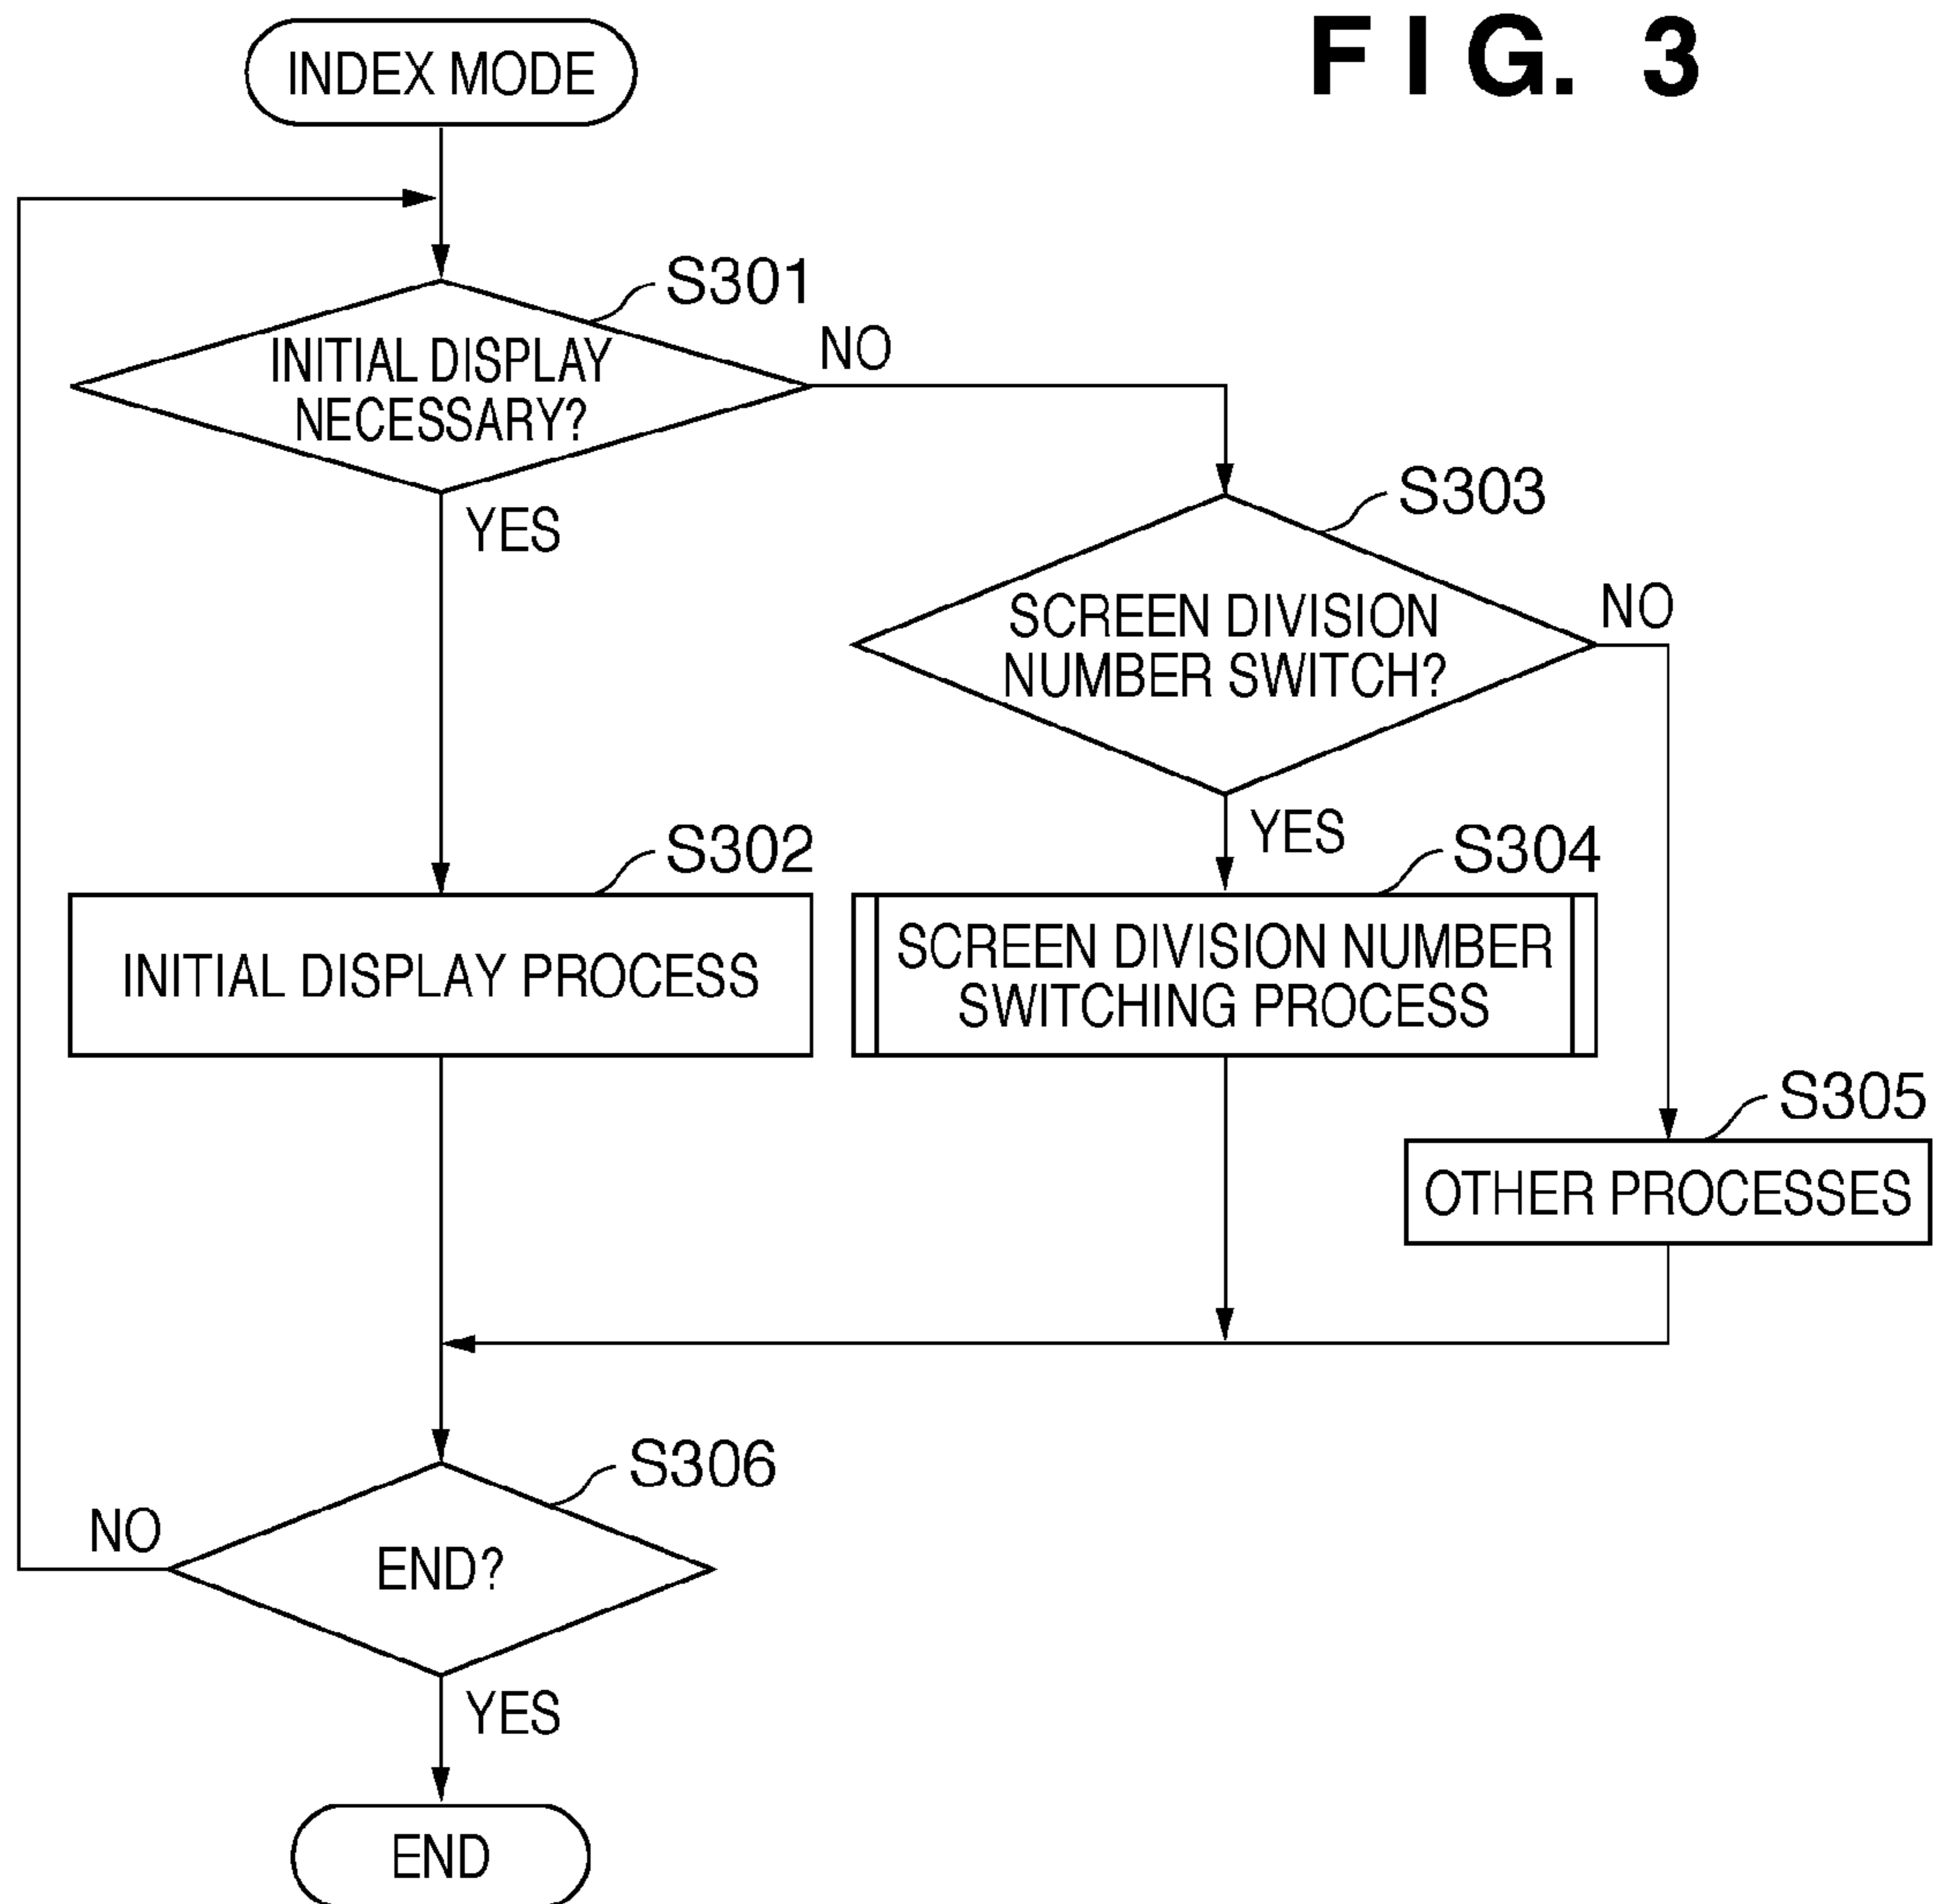 FIG. 3
INDEX MODE
S301
INITIAL DISPLAY
NECESSARY?
NO
YES
S303
SCREEN DIVISION
NUMBER SWITCH?
NO
YES
S302
INITIAL DISPLAY PROCESS
S304
SCREEN DIVISION NUMBER
SWITCHING PROCESS
S305
OTHER PROCESSES
S306
END?
NO
YES
END